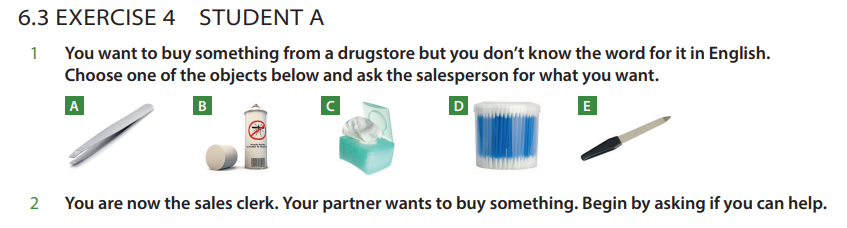 6.3 EXERCISE 4 STUDENT A
1 You want to buy something from a drugstore but you don't know the word for it in English.
Choose one of the objects below and ask the salesperson for what you want.
A B C D E
2 You are now the sales clerk. Your partner wants to buy something. Begin by asking if you can help.